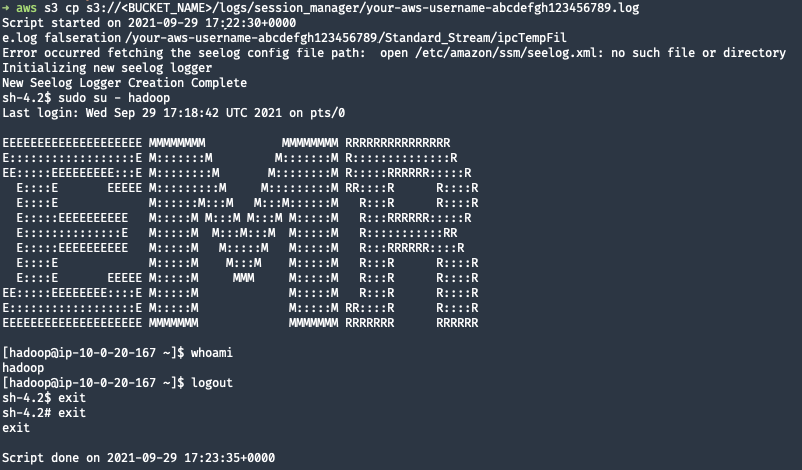 ➜ aws s3 cp s3://<BUCKET_NAME>/logs/session_manager/your-aws-username-abcdefgh123456789.log
Script started on 2021-09-29 17:22:30+0000
e.log falseration /your-aws-username-abcdefgh123456789/Standard_Stream/ipcTempFil
Error occurred fetching the seelog config file path:  open /etc/amazon/ssm/seelog.xml: no such file or directory
Initializing new seelog logger
New Seelog Logger Creation Complete
sh-4.2$ sudo su - hadoop
Last login: Wed Sep 29 17:18:42 UTC 2021 on pts/0

EEEEEEEEEEEEEEEEEEEE MMMMMMMM           MMMMMMMM RRRRRRRRRRRRRRR
E::::::::::::::::::E M:::::::M         M:::::::M R::::::::::::::R
EE:::::EEEEEEEEE:::E M::::::::M       M::::::::M R:::::RRRRRR:::::R
  E::::E       EEEEE M:::::::::M     M:::::::::M RR::::R      R::::R
  E::::E             M::::::M:::M   M:::M::::::M   R:::R      R::::R
  E:::::EEEEEEEEEE   M:::::M M:::M M:::M M:::::M   R:::RRRRRR:::::R
  E::::::::::::::E   M:::::M  M:::M:::M  M:::::M   R:::::::::::RR
  E:::::EEEEEEEEEE   M:::::M   M:::::M   M:::::M   R:::RRRRRR::::R
  E::::E             M:::::M    M:::M    M:::::M   R:::R      R::::R
  E::::E       EEEEE M:::::M     MMM     M:::::M   R:::R      R::::R
EE:::::EEEEEEEE::::E M:::::M             M:::::M   R:::R      R::::R
E::::::::::::::::::E M:::::M             M:::::M RR::::R      R::::R
EEEEEEEEEEEEEEEEEEEE MMMMMMM             MMMMMMM RRRRRRR      RRRRRR

[hadoop@ip-10-0-20-167 ~]$ whoami
hadoop
[hadoop@ip-10-0-20-167 ~]$ logout
sh-4.2$ exit
sh-4.2# exit
exit

Script done on 2021-09-29 17:23:35+0000